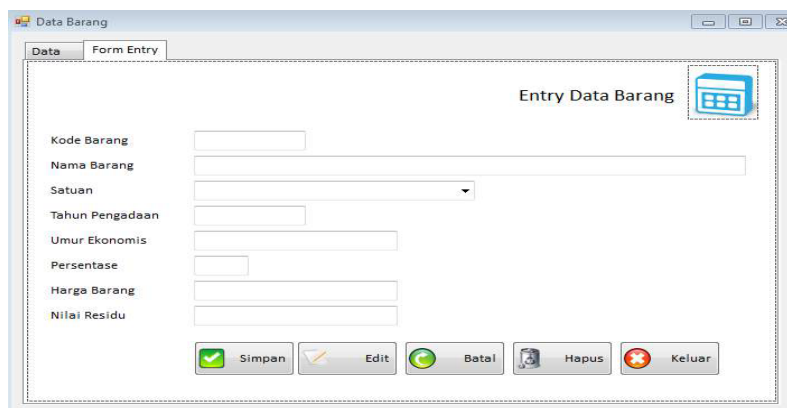 Data Barang
Data Form Entry
Entry Data Barang
Kode Barang
Nama Barang
Satuan
Tahun Pengadaan
Umur Ekonomis
Persentase
Harga Barang
Nilai Residu
Simpan Edit Batal Hapus Keluar